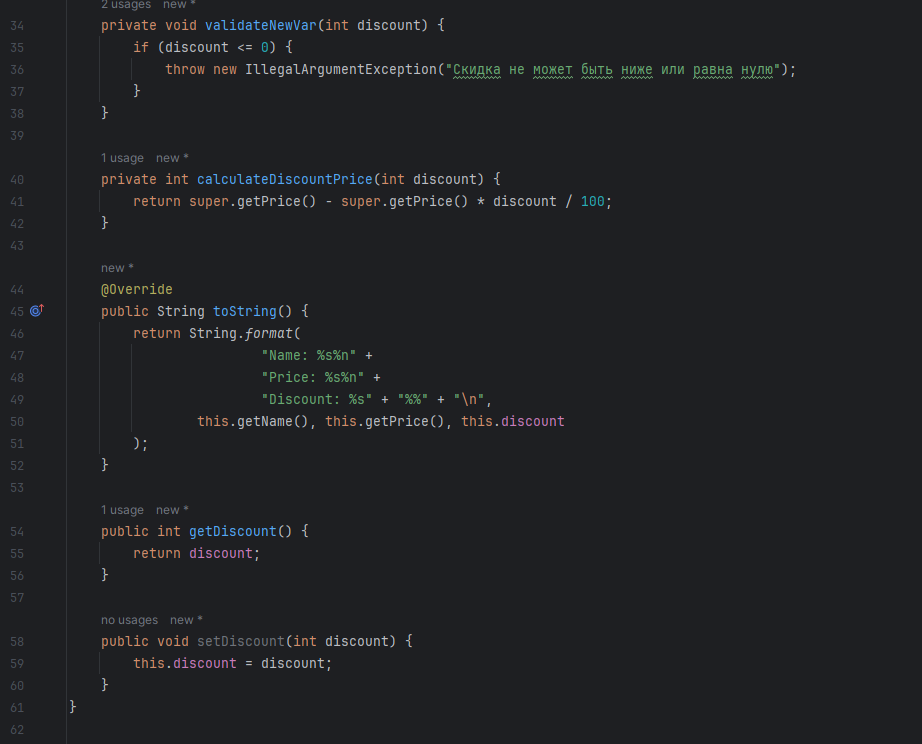 2 usages new *
34 private void validateNewVar(int discount) {
35 if (discount <= 0) {
36 throw new IllegalArgumentException("Скидка не может быть ниже или равна нулю");
37 }
38 }
39
1 usage new *
40 private int calculateDiscountPrice(int discount) {
41 return super.getPrice() - super.getPrice() * discount / 100;
42 }
43
new *
44 @Override
45 public String toString() {
46 return String.format(
47 "Name: %s%n" +
48 "Price: %s%n" +
49 "Discount: %s" + "%%" + "\n",
50 this.getName(), this.getPrice(), this.discount
51 );
52 }
53
1 usage new *
54 public int getDiscount() {
55 return discount;
56 }
57
no usages new *
58 public void setDiscount(int discount) {
59 this.discount = discount;
60 }
61 }
62